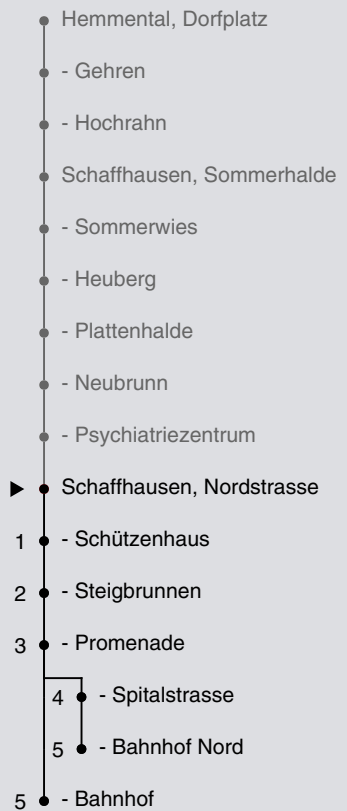 Hemmental, Dorfplatz
- Gehren
- Hochrahn
Schaffhausen, Sommerhalde
- Sommerwies
- Heuberg
- Plattenhalde
- Neubrunn
- Psychiatriezentrum
Schaffhausen, Nordstrasse
1 - Schützenhaus
2 - Steigbrunnen
3 - Promenade
4 - Spitalstrasse
5 - Bahnhof Nord
5 - Bahnhof